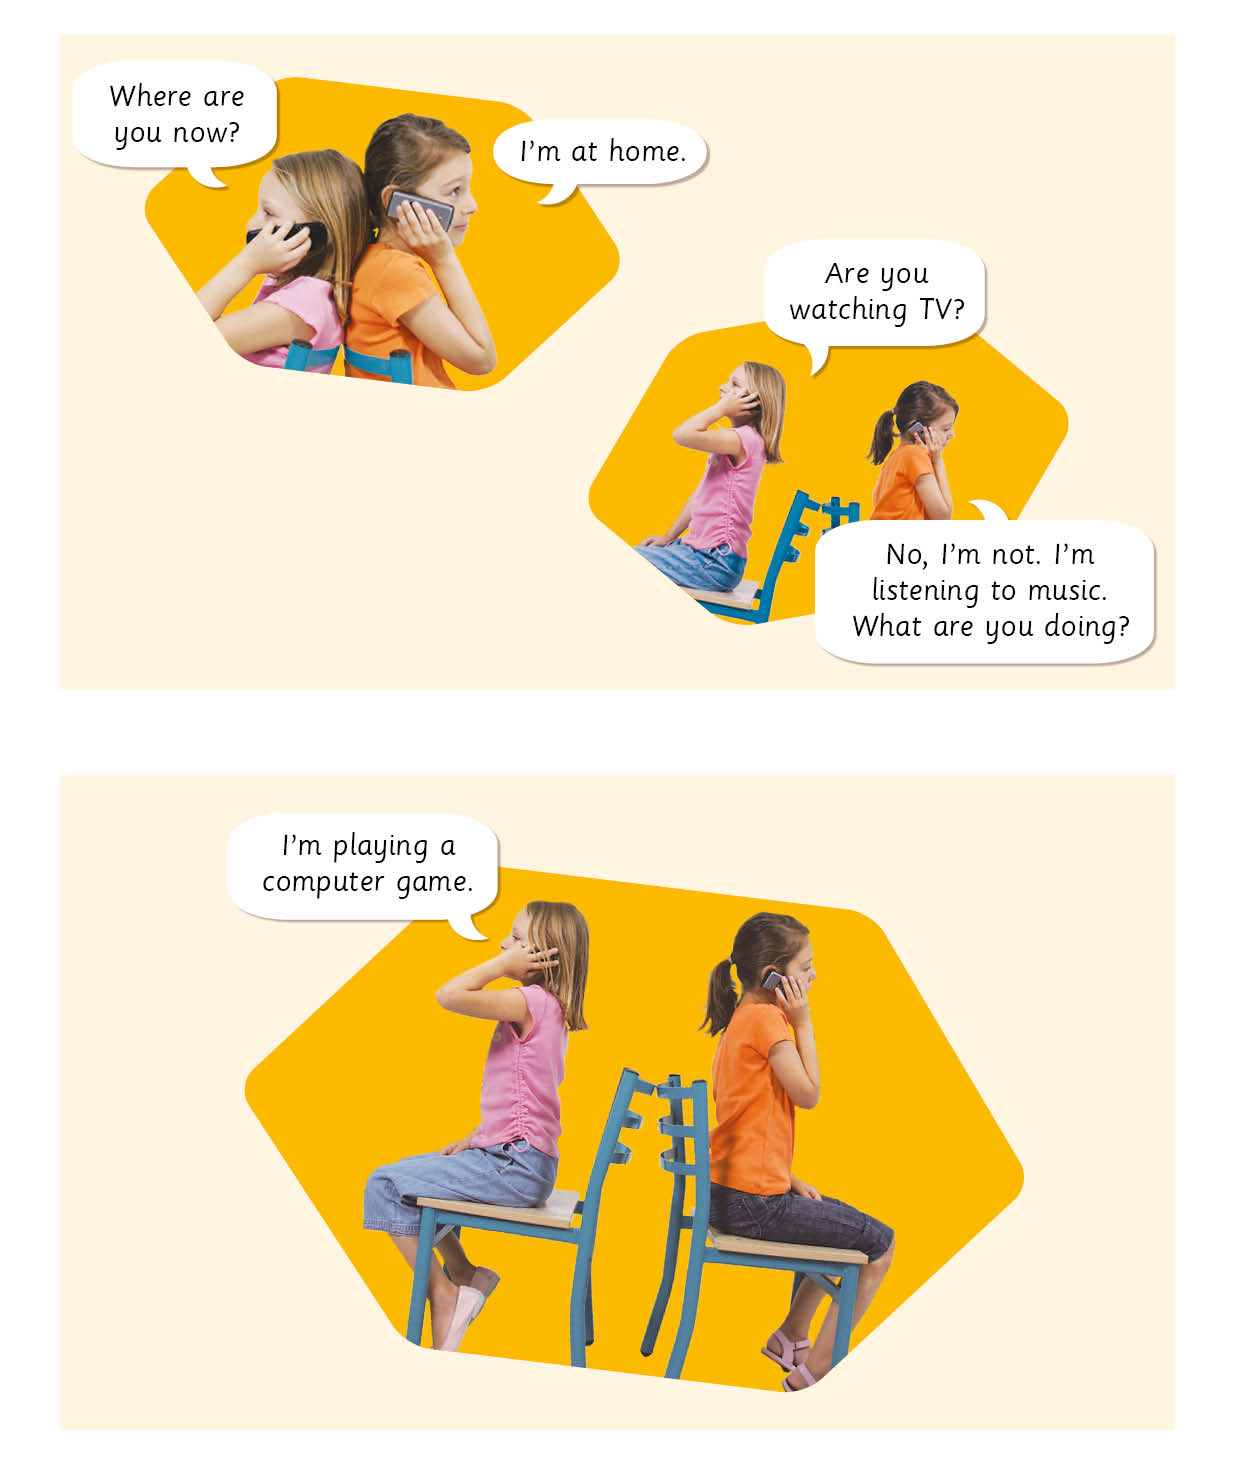 Where are
you now?
I'm at home.
Are you
watching TV?
No, I'm not. I'm
listening to music.
What are you doing?
I'm playing a
computer game.